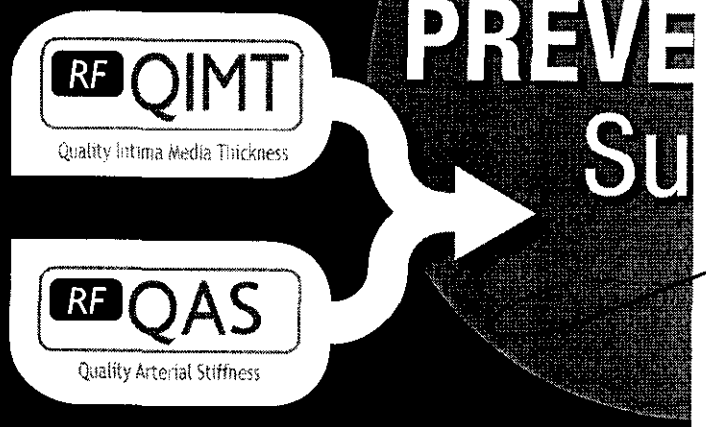 RF QIMT
Quality Intima Media Thickness
PREVE
Su
RF QAS
Quality Arterial Stiffness